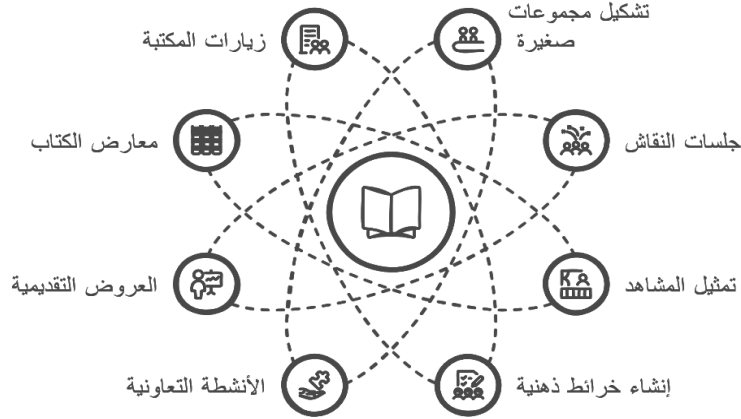 تشكيل مجموعات
صغيرة
زيارات المكتبة
جلسات النقاش
معارض الكتاب
تمثيل المشاهد
العروض التقديمية
إنشاء خرائط ذهنية
الأنشطة التعاونية